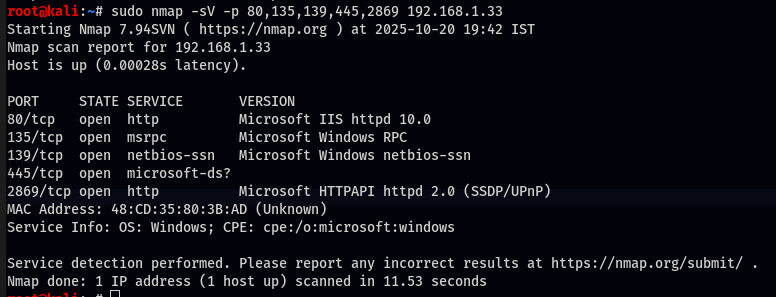 root@kali:~# sudo nmap -sV -p 80,135,139,445,2869 192.168.1.33
Starting Nmap 7.94SVN ( https://nmap.org ) at 2025-10-20 19:42 IST
Nmap scan report for 192.168.1.33
Host is up (0.00028s latency).

PORT     STATE SERVICE       VERSION
80/tcp   open  http          Microsoft IIS httpd 10.0
135/tcp  open  msrpc         Microsoft Windows RPC
139/tcp  open  netbios-ssn   Microsoft Windows netbios-ssn
445/tcp  open  microsoft-ds?
2869/tcp open  http          Microsoft HTTPAPI httpd 2.0 (SSDP/UPnP)
MAC Address: 48:CD:35:80:3B:AD (Unknown)
Service Info: OS: Windows; CPE: cpe:/o:microsoft:windows

Service detection performed. Please report any incorrect results at https://nmap.org/submit/ .
Nmap done: 1 IP address (1 host up) scanned in 11.53 seconds
root@kali:~#